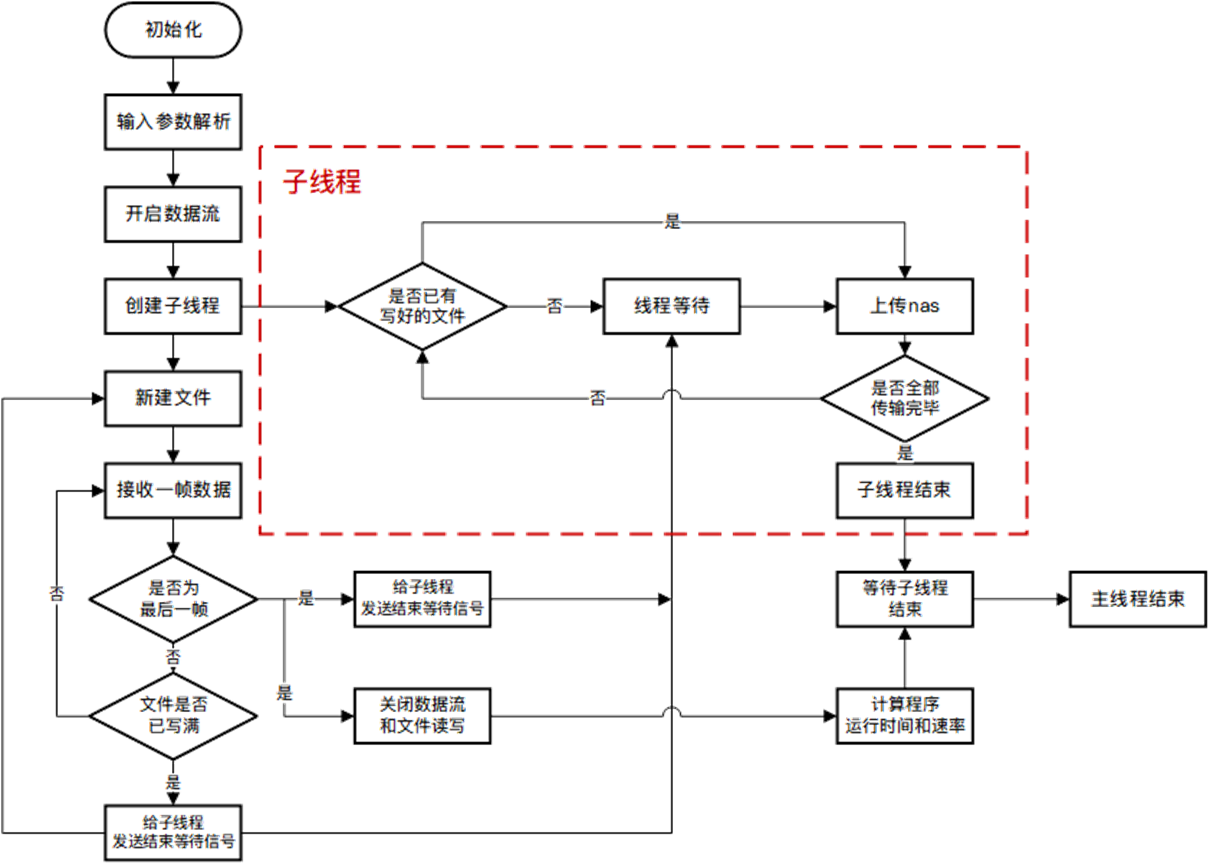 初始化
输入参数解析
开启数据流
创建子线程
新建文件
接收一帧数据
是否为
最后一帧
否
否
文件是否
已写满
是
给子线程
发送结束等待信号
子线程
是
是否已有
写好的文件
否
线程等待
上传nas
是否全部
传输完毕
否
是
子线程结束
是
给子线程
发送结束等待信号
是
关闭数据流
和文件读写
等待子线程
结束
主线程结束
计算程序
运行时间和速率